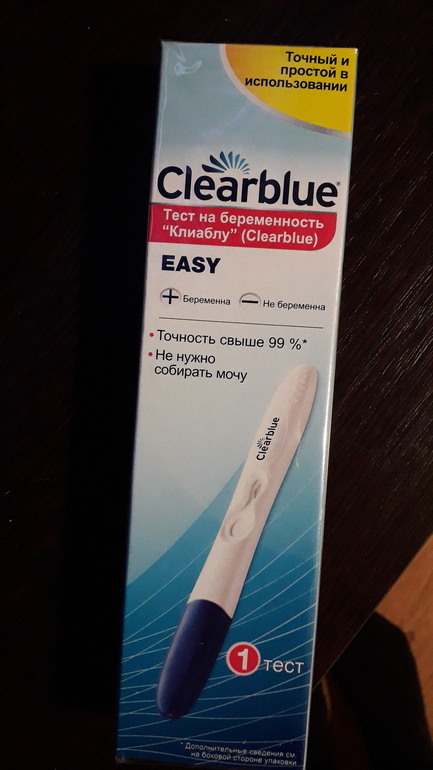 Точный и
простой в
использовании
Clearblue®
Тест на беременность
"Клиаблу" (Clearblue)
EASY
+ Беременна − Не беременна
• Точность свыше 99 %*
• Не нужно
собирать мочу
Clearblue
1 тест
* Дополнительные сведения см.
на боковой стороне упаковки